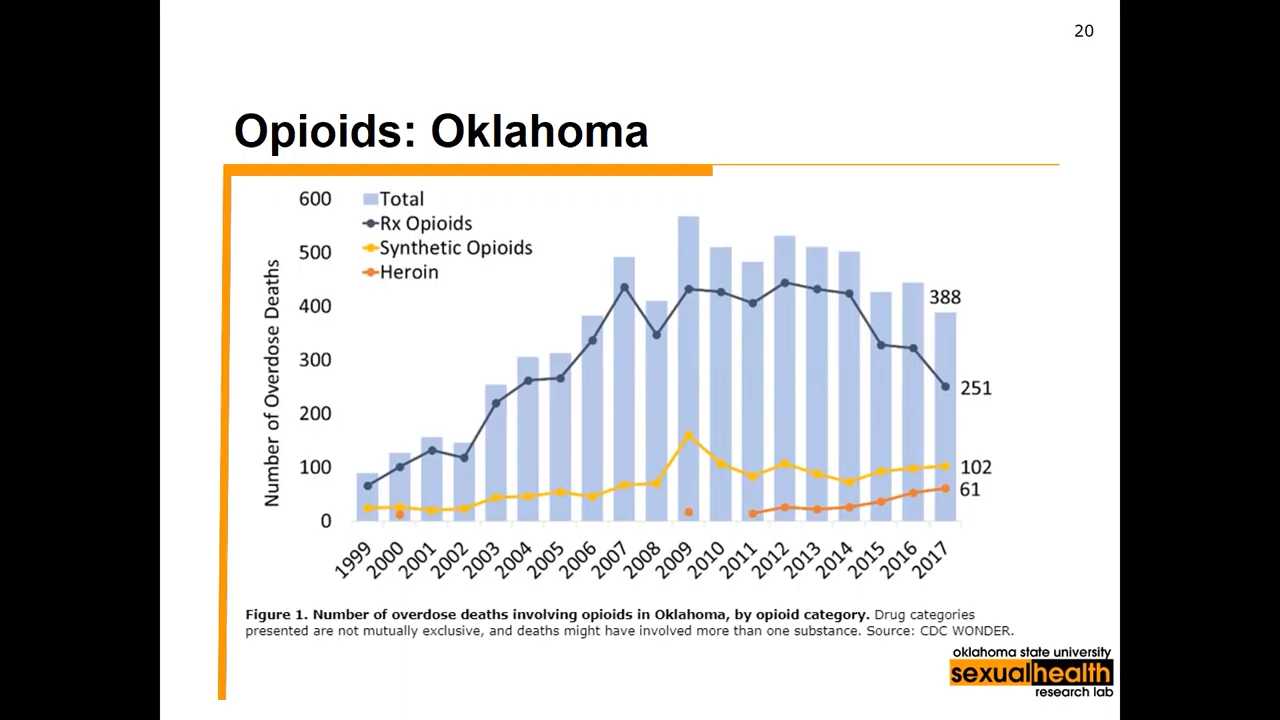 20
Opioids: Oklahoma
600
500
400
300
200
100
0
Number of Overdose Deaths
Total
Rx Opioids
Synthetic Opioids
Heroin
388
251
102
61
1999
2000
2001
2002
2003
2004
2005
2006
2007
2008
2009
2010
2011
2012
2013
2014
2015
2016
2017
Figure 1. Number of overdose deaths involving opioids in Oklahoma, by opioid category. Drug categories
presented are not mutually exclusive, and deaths might have involved more than one substance. Source: CDC WONDER.
oklahoma state university
sexualhealth
research lab